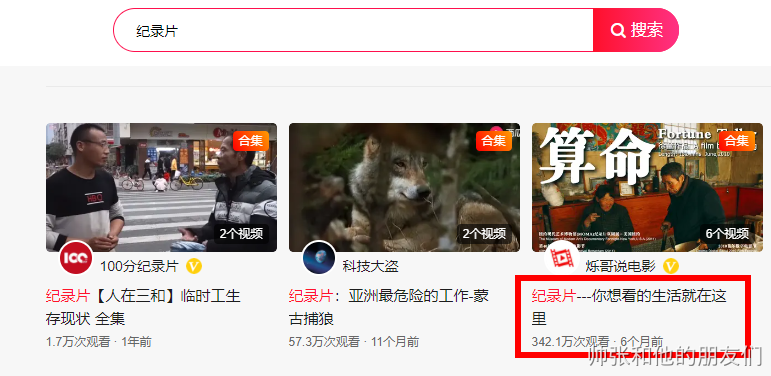 纪录片
搜索
合集
2个视频
100
100分纪录片
纪录片【人在三和】临时工生
存现状 全集
1.7万次观看 · 1年前
合集
2个视频
科技大盗
纪录片：亚洲最危险的工作-蒙
古捕狼
57.3万次观看 · 11个月前
算命
Fortune
合集
6个视频
烁哥说电影
纪录片---你想看的生活就在这
里
342.1万次观看 · 6个月前
帅张和他的朋友们